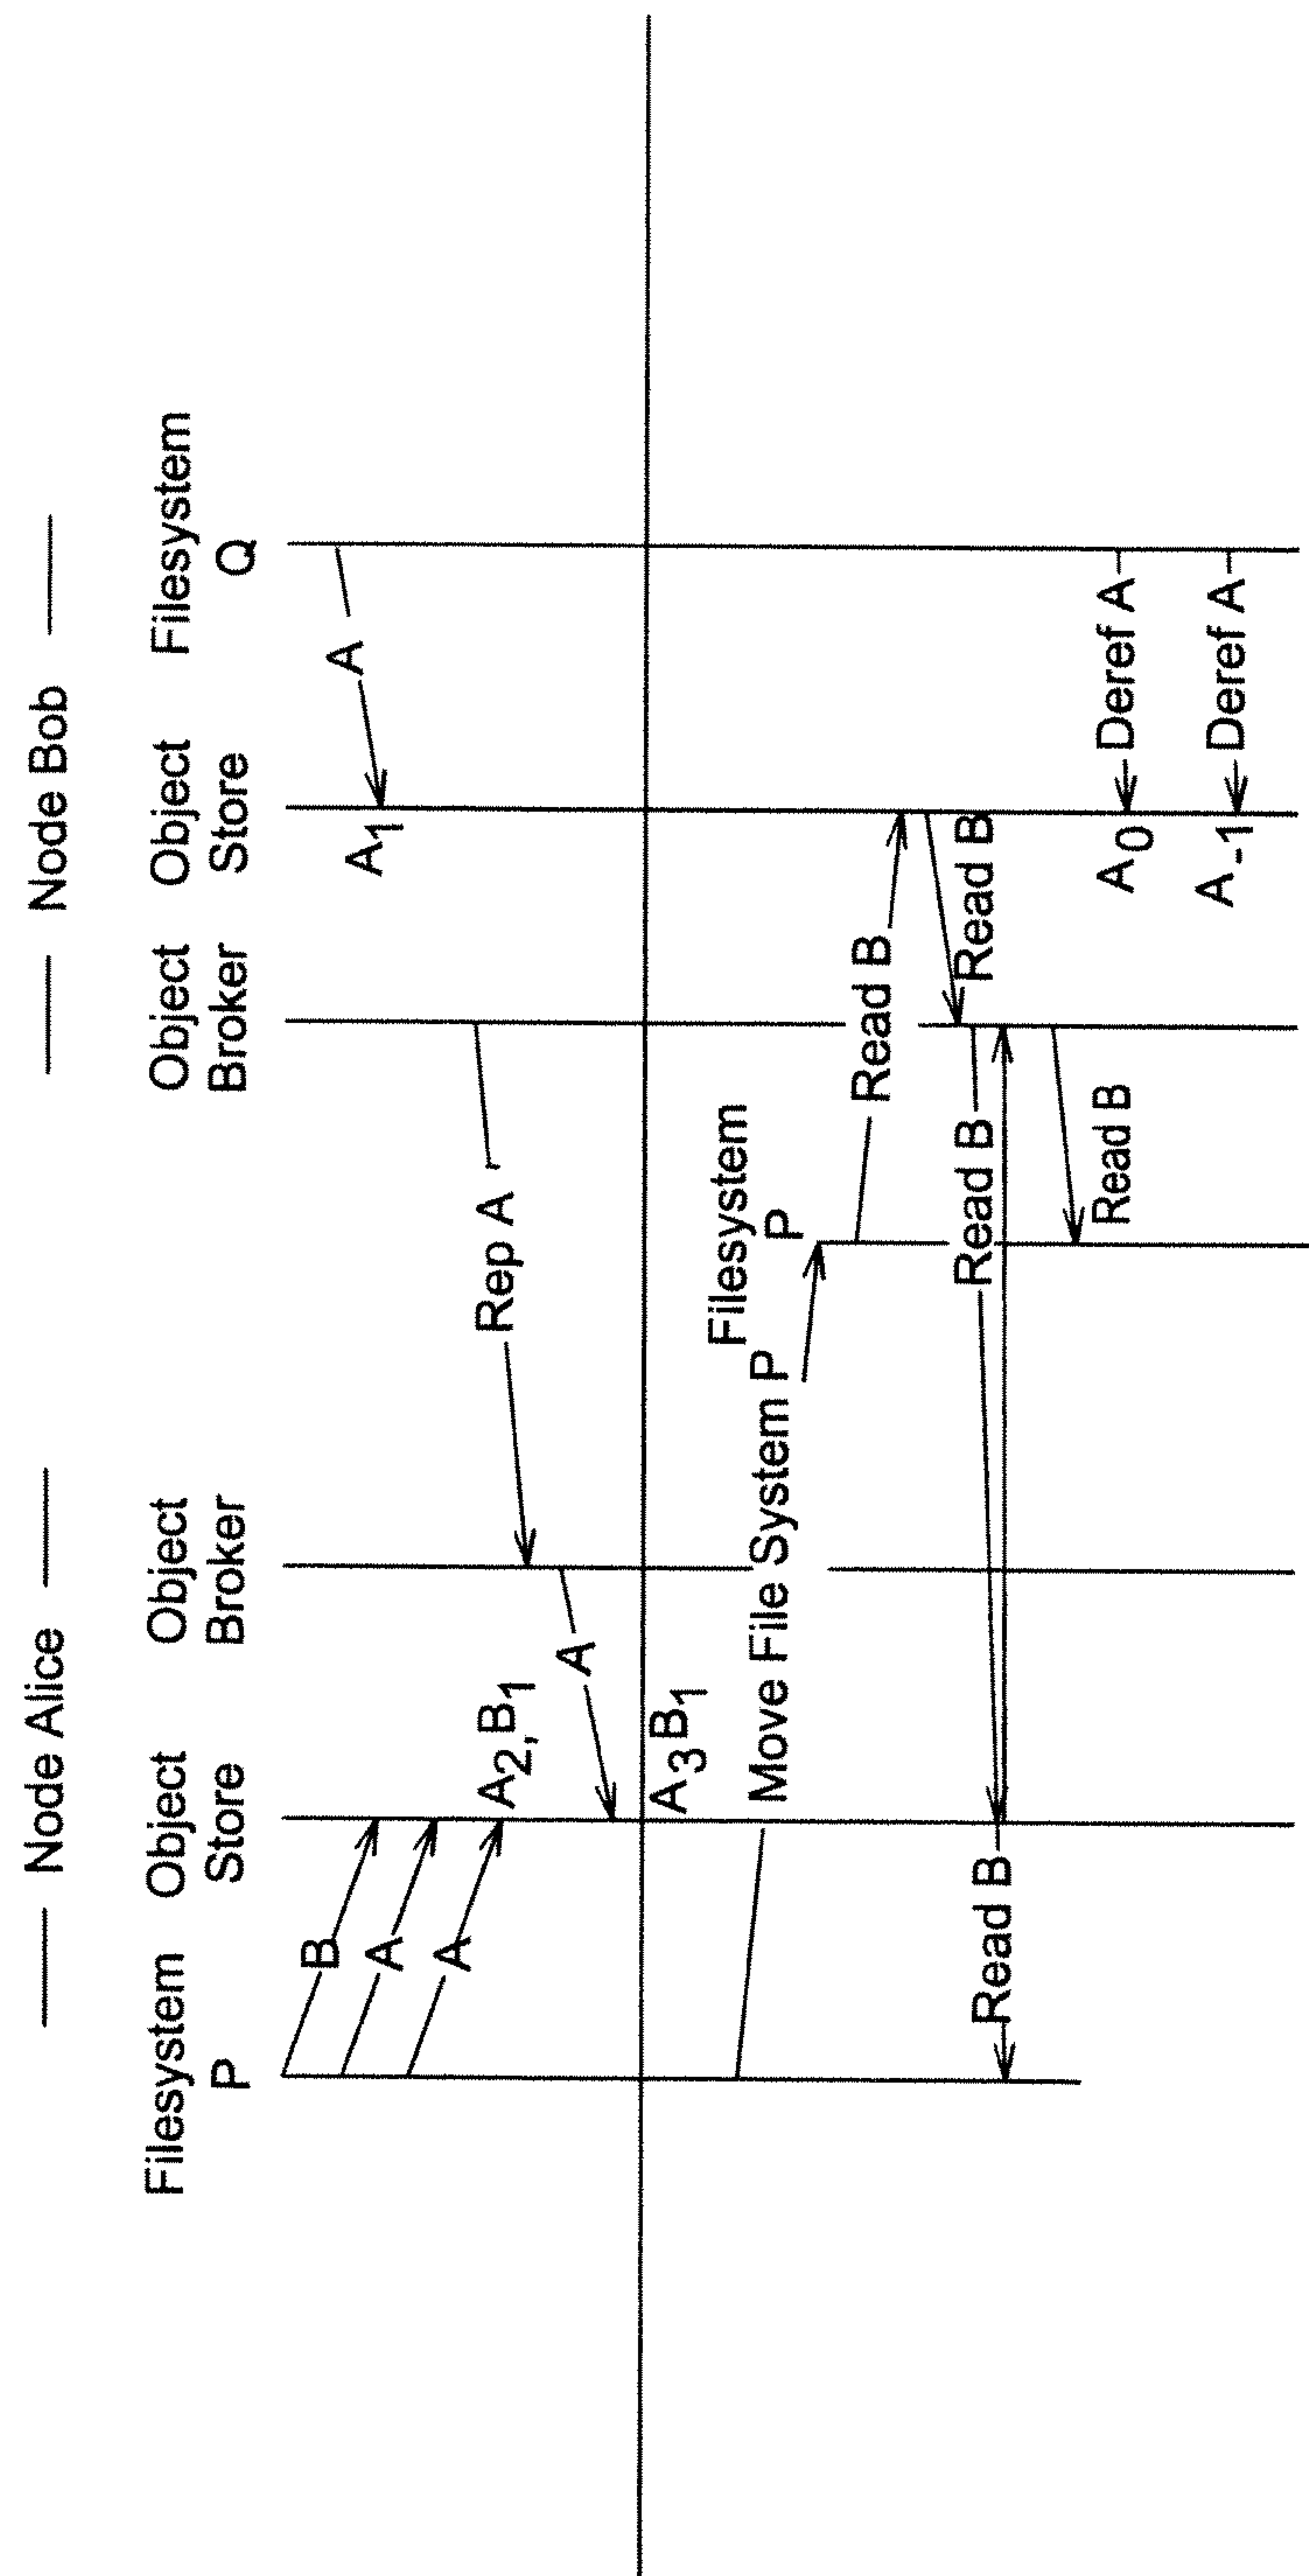 Node Alice
Node Bob
Filesystem P
Object Store
Object Broker
Object Broker
Object Store
Filesystem Q
B
A
A
A
A1
A2, B1
Rep A
A
A3 B1
Move File System P
Filesystem P
Read B
Read B
Read B
Read B
Read B
A0
Deref A
A-1
Deref A